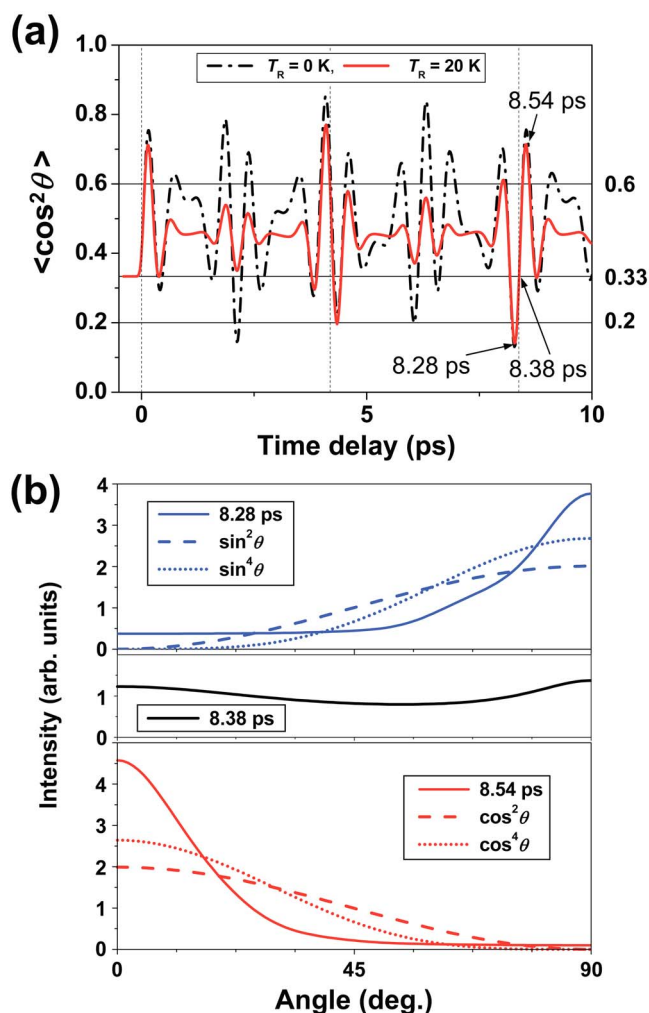 (a)
1.0
0.8
0.6
0.4
0.2
0.0
<cos²θ>
T_R = 0 K, T_R = 20 K
8.54 ps
0.6
0.33
0.2
8.28 ps
8.38 ps
0 5 10
Time delay (ps)
(b)
Intensity (arb. units)
4
3
2
1
0
8.28 ps
sin²θ
sin⁴θ
1
0
8.38 ps
4
3
2
1
0
8.54 ps
cos²θ
cos⁴θ
0 45 90
Angle (deg.)